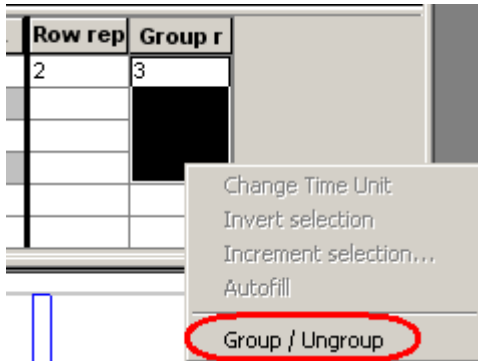 Row rep Group r
2 3
Change Time Unit
Invert selection
Increment selection...
Autofill
Group / Ungroup